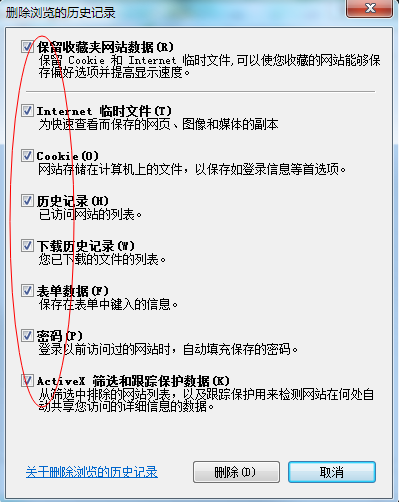 删除浏览的历史记录
保留收藏夹网站数据(R)
保留 Cookie 和 Internet 临时文件,可以使您收藏的网站能够保
存偏好选项并提高显示速度。
Internet 临时文件(T)
为快速查看而保存的网页、图像和媒体的副本
Cookie(O)
网站存储在计算机上的文件，以保存如登录信息等首选项。
历史记录(H)
已访问网站的列表。
下载历史记录(W)
您已下载的文件的列表。
表单数据(F)
保存在表单中键入的信息。
密码(P)
登录以前访问过的网站时，自动填充保存的密码。
ActiveX 筛选和跟踪保护数据(K)
从筛选中排除的网站列表，以及跟踪保护用来检测网站在何处自
动共享您访问的详细信息的数据。
关于删除浏览的历史记录
删除(D)
取消